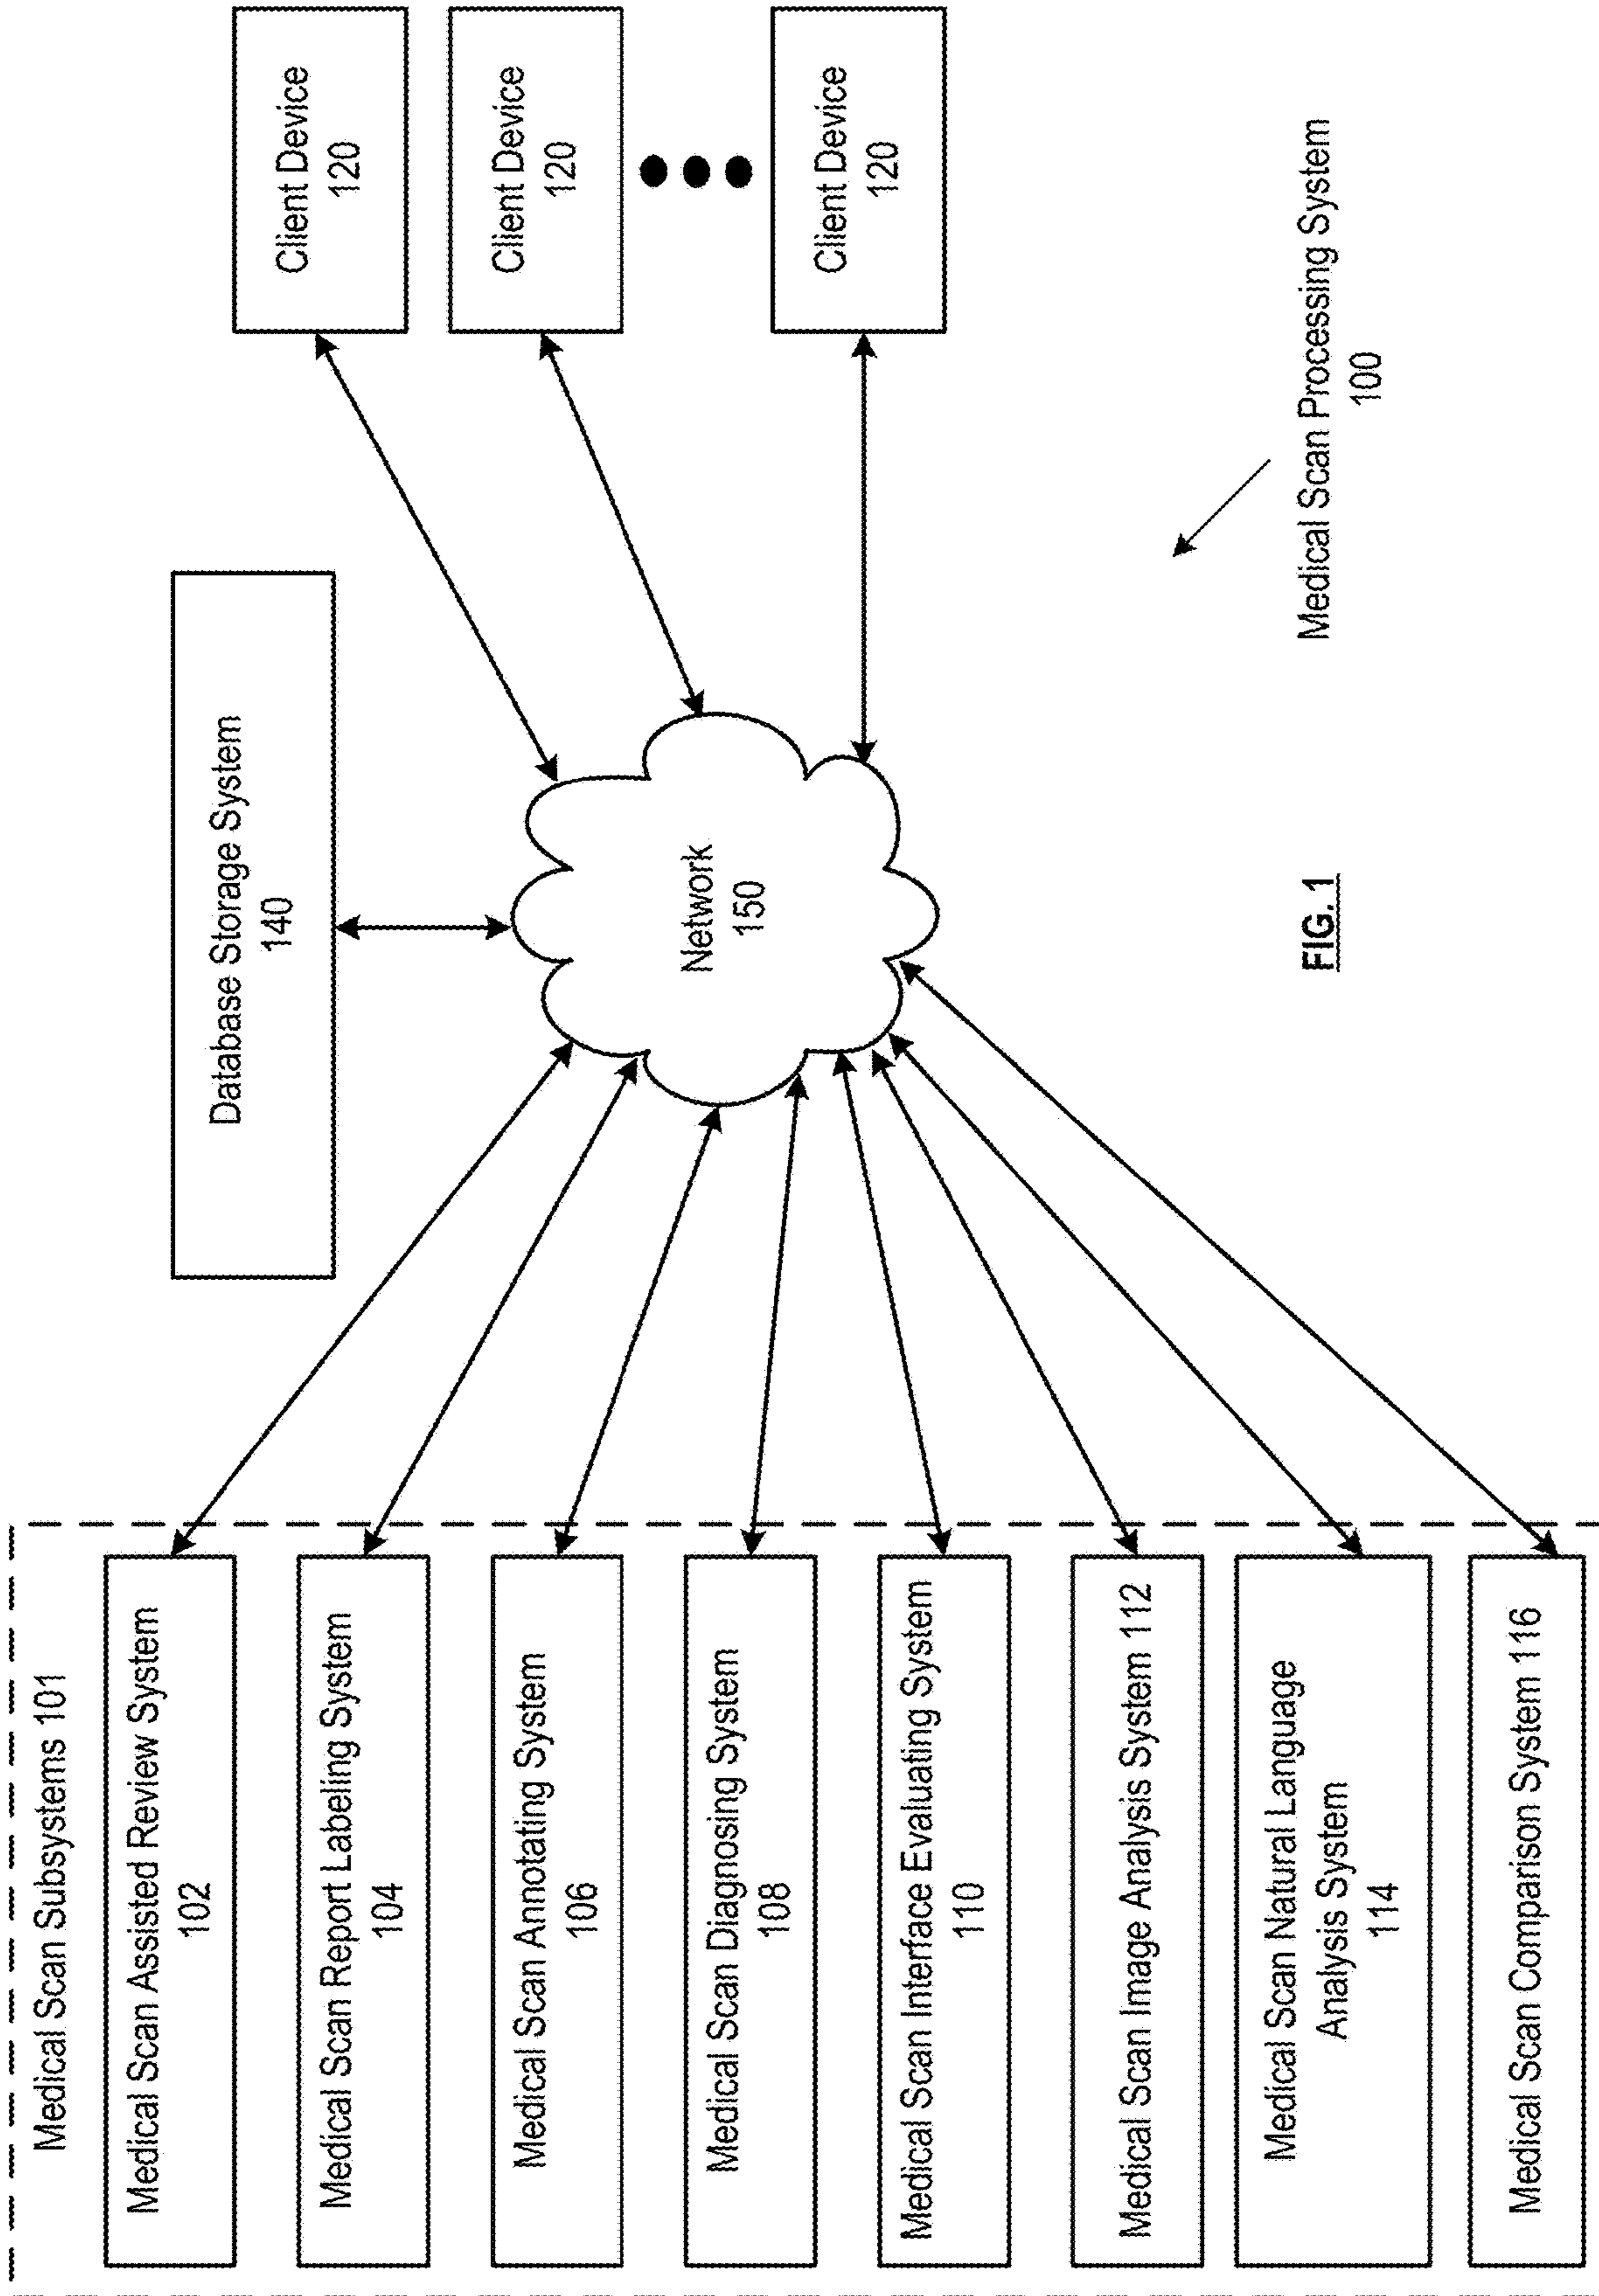 Medical Scan Subsystems 101
Medical Scan Assisted Review System
102
Medical Scan Report Labeling System
104
Medical Scan Annotating System
106
Medical Scan Diagnosing System
108
Medical Scan Interface Evaluating System
110
Medical Scan Image Analysis System 112
Medical Scan Natural Language
Analysis System
114
Medical Scan Comparison System 116
Database Storage System
140
Network
150
Client Device
120
Client Device
120
Client Device
120
Medical Scan Processing System
100
FIG. 1